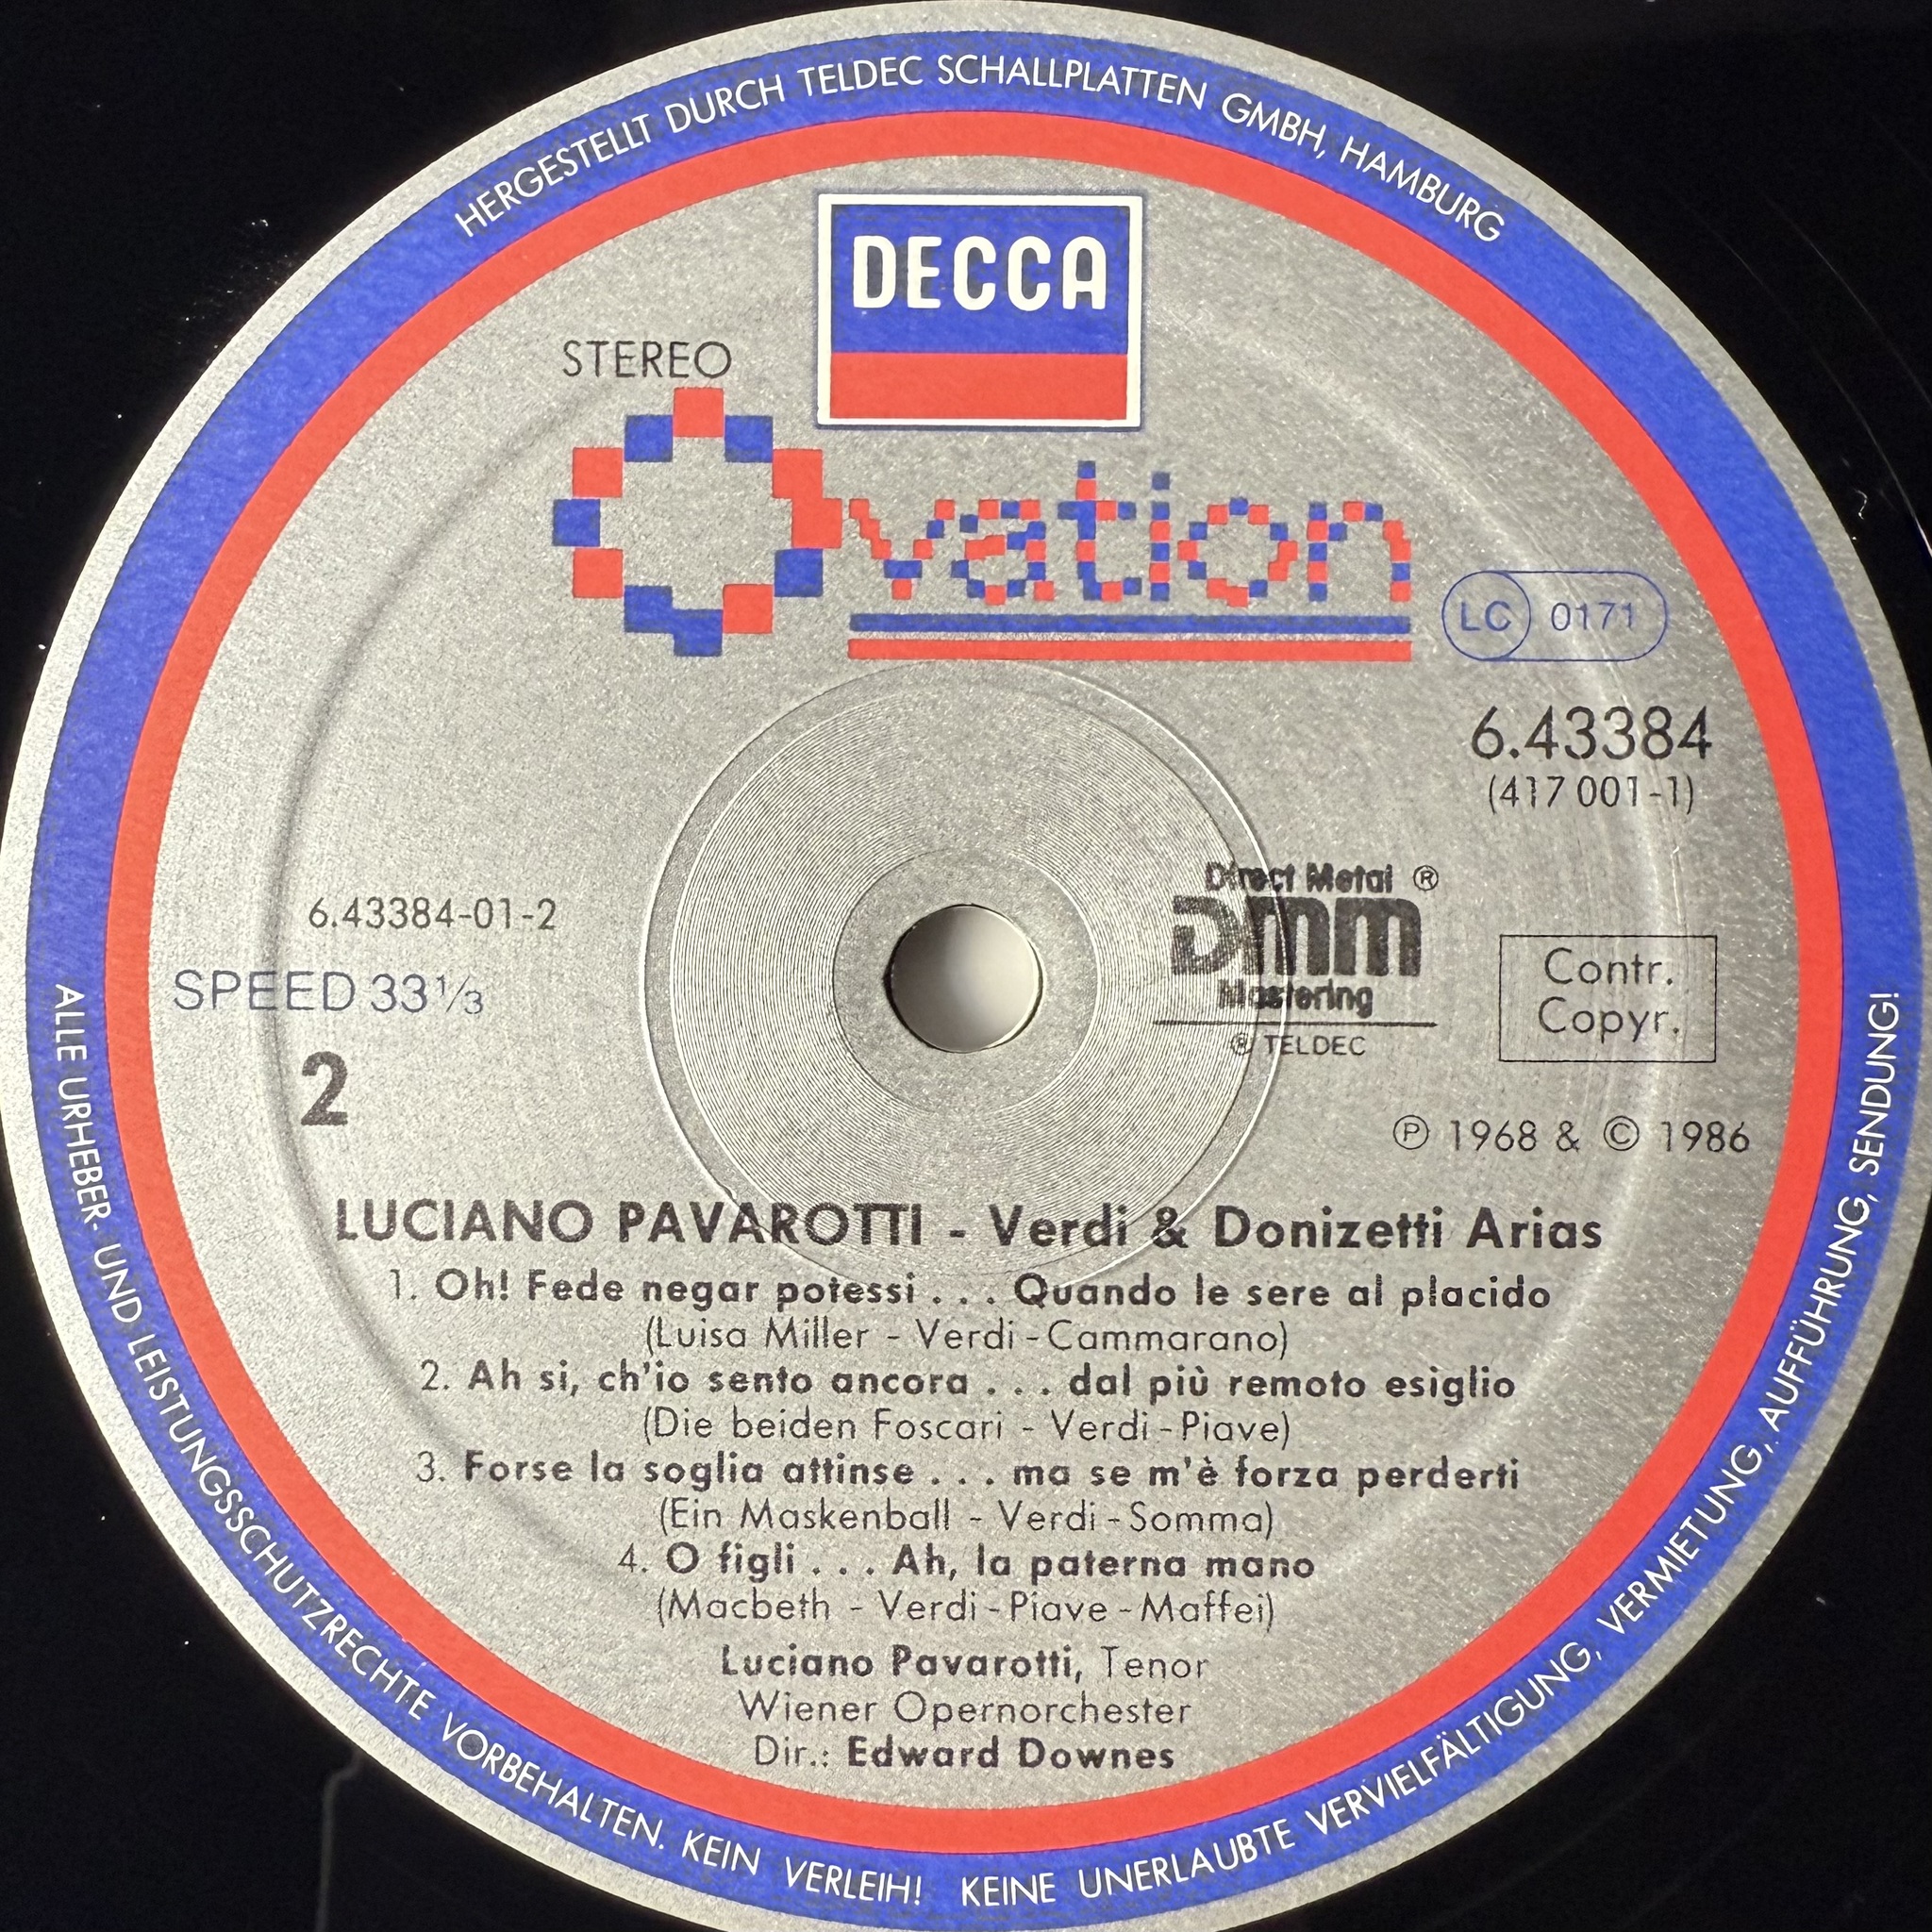 HERGESTELLT DURCH TELDEC SCHALLPLATTEN GMBH, HAMBURG
DECCA
STEREO
Ovation
LC 0171
6.43384
(417 001-1)
Direct Metal ®
DMM
Mastering
® TELDEC
6.43384-01-2
SPEED 33⅓
2
Contr.
Copyr.
Ⓟ 1968 & © 1986
LUCIANO PAVAROTTI - Verdi & Donizetti Arias
1. Oh! Fede negar potessi . . . Quando le sere al placido
(Luisa Miller - Verdi - Cammarano)
2. Ah si, ch'io sento ancora . . . dal più remoto esiglio
(Die beiden Foscari - Verdi - Piave)
3. Forse la soglia attinse . . . ma se m'è forza perderti
(Ein Maskenball - Verdi - Somma)
4. O figli . . . Ah, la paterna mano
(Macbeth - Verdi - Piave - Maffei)
Luciano Pavarotti, Tenor
Wiener Opernorchester
Dir.: Edward Downes
ALLE URHEBER- UND LEISTUNGSSCHUTZRECHTE VORBEHALTEN. KEIN VERLEIH! KEINE UNERLAUBTE VERVIELFÄLTIGUNG, VERMIETUNG, AUFFÜHRUNG, SENDUNG!